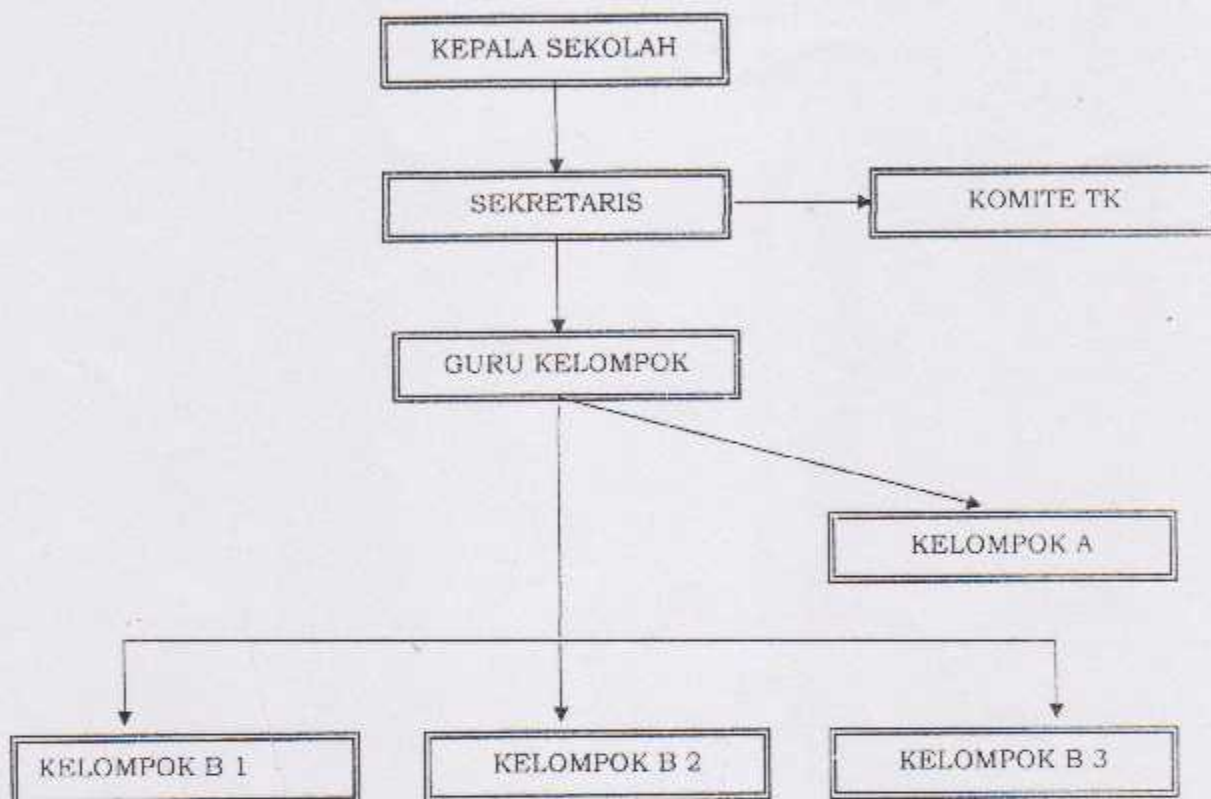 KEPALA SEKOLAH
SEKRETARIS
KOMITE TK
GURU KELOMPOK
KELOMPOK A
KELOMPOK B 1
KELOMPOK B 2
KELOMPOK B 3